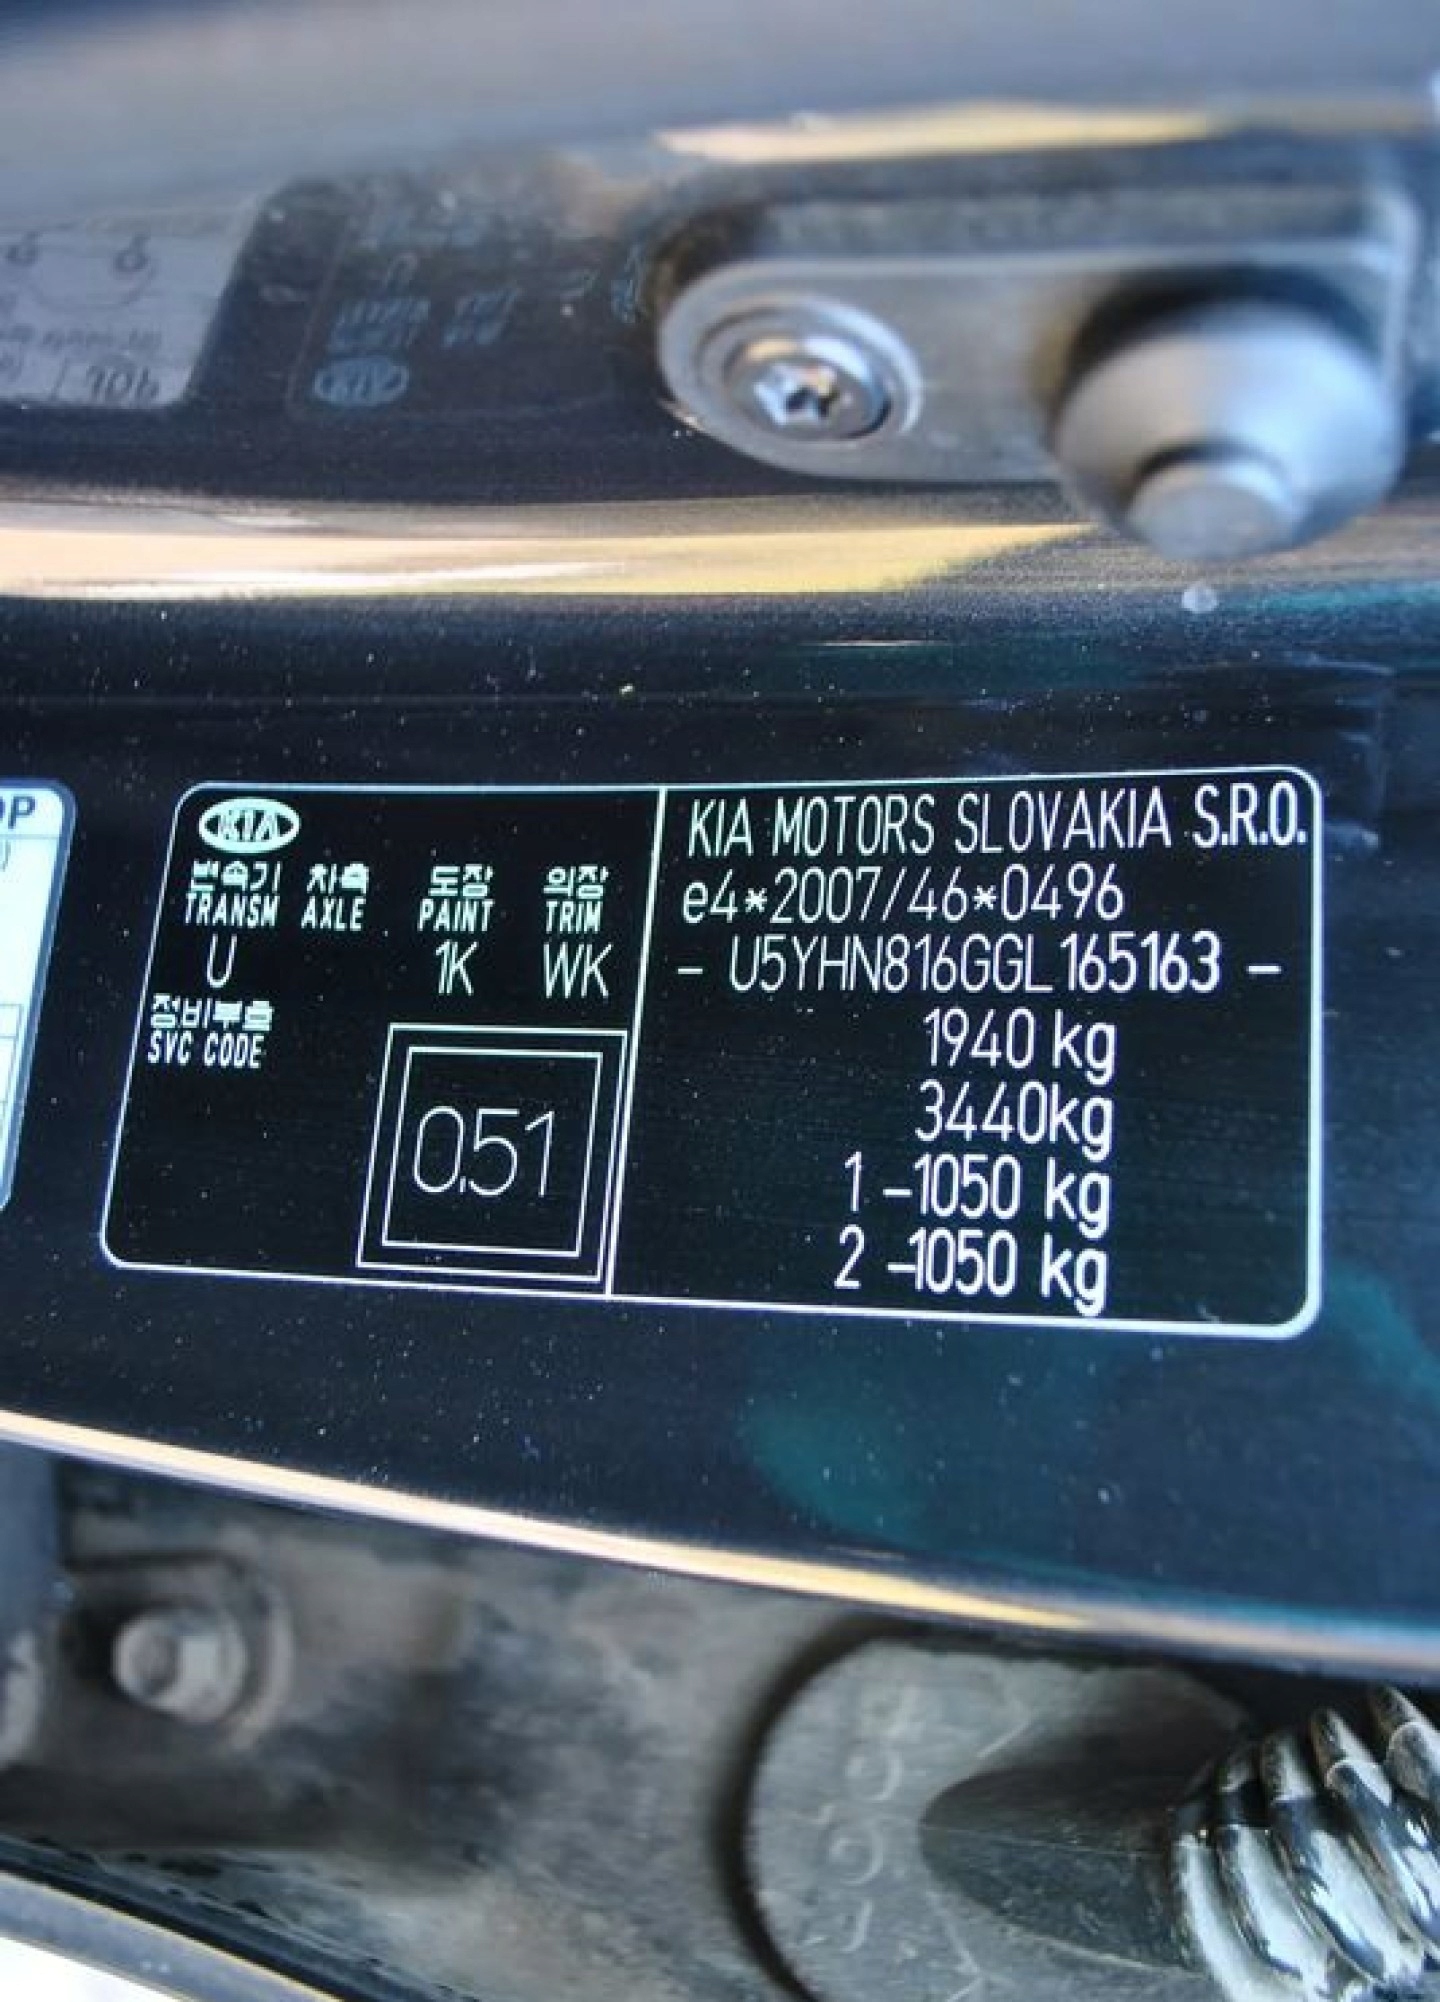 KIA
변속기 차축 도장 의장
TRANSM AXLE PAINT TRIM
U 1K WK
정비부호
SVC CODE
0.51
KIA MOTORS SLOVAKIA S.R.O.
e4*2007/46*0496
- U5YHN816GGL165163 -
1940 kg
3440kg
1 -1050 kg
2 -1050 kg
KIA
OP